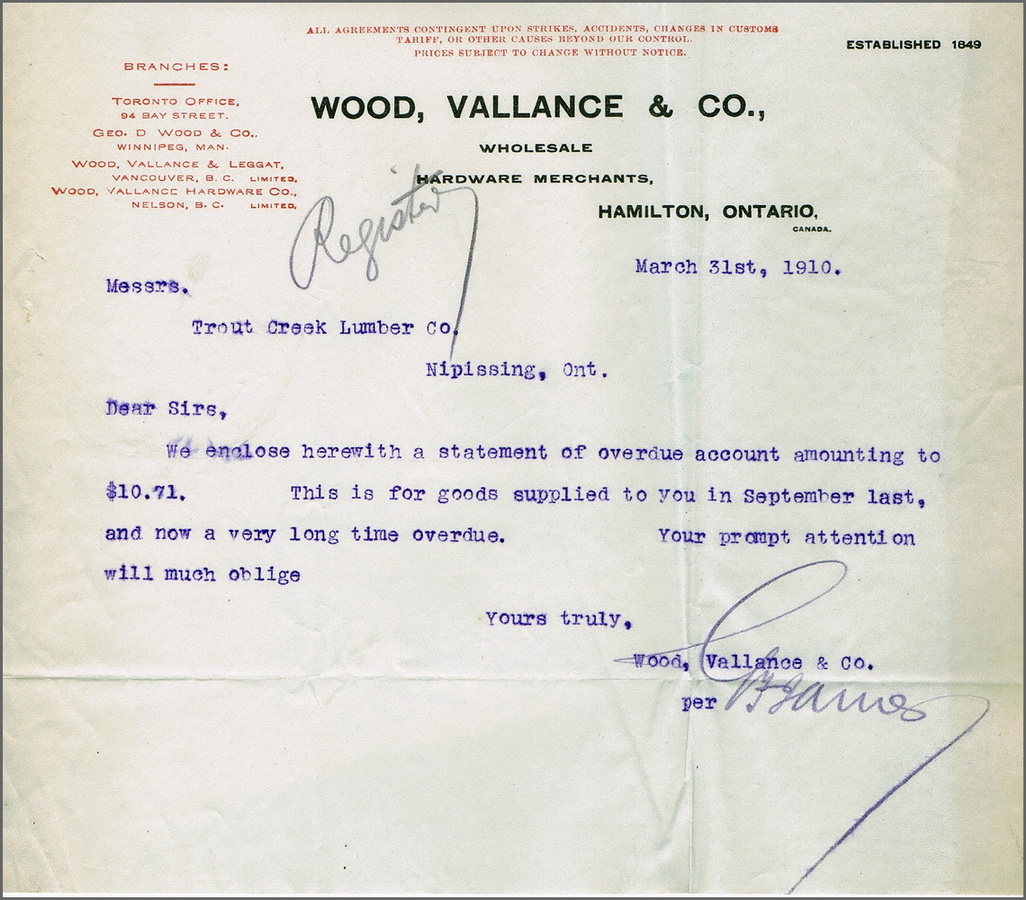 ALL AGREEMENTS CONTINGENT UPON STRIKES, ACCIDENTS, CHANGES IN CUSTOMS
TARIFF, OR OTHER CAUSES BEYOND OUR CONTROL.
PRICES SUBJECT TO CHANGE WITHOUT NOTICE.
ESTABLISHED 1849
BRANCHES:
TORONTO OFFICE,
94 BAY STREET.
GEO. D WOOD & CO.,
WINNIPEG, MAN.
WOOD, VALLANCE & LEGGAT,
VANCOUVER, B. C. LIMITED,
WOOD, VALLANCE HARDWARE CO.,
NELSON, B. C. LIMITED,
WOOD, VALLANCE & CO.,
WHOLESALE
HARDWARE MERCHANTS,
HAMILTON, ONTARIO,
CANADA.
Register
March 31st, 1910.
Messrs.
Trout Creek Lumber Co.
Nipissing, Ont.
Dear Sirs,
We enclose herewith a statement of overdue account amounting to
$10.71. This is for goods supplied to you in September last,
and now a very long time overdue. Your prompt attention
will much oblige
Yours truly,
Wood, Vallance & Co.
per